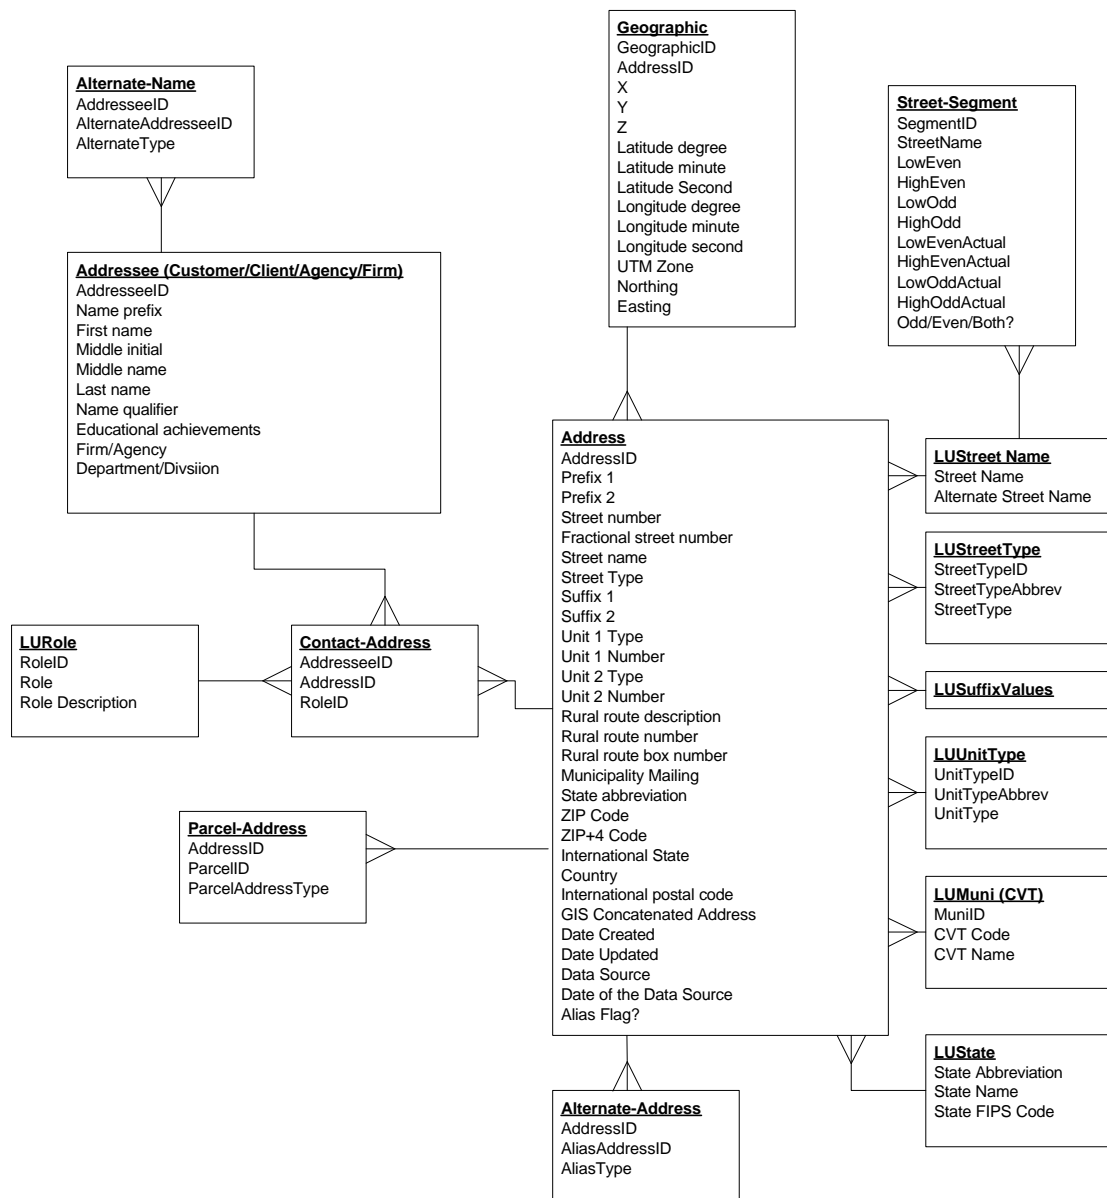 Alternate-Name
AddresseeID
AlternateAddresseeID
AlternateType
Geographic
GeographicID
AddressID
X
Y
Z
Latitude degree
Latitude minute
Latitude Second
Longitude degree
Longitude minute
Longitude second
UTM Zone
Northing
Easting
Street-Segment
SegmentID
StreetName
LowEven
HighEven
LowOdd
HighOdd
LowEvenActual
HighEvenActual
LowOddActual
HighOddActual
Odd/Even/Both?
Addressee (Customer/Client/Agency/Firm)
AddresseeID
Name prefix
First name
Middle initial
Middle name
Last name
Name qualifier
Educational achievements
Firm/Agency
Department/Divsiion
Address
AddressID
Prefix 1
Prefix 2
Street number
Fractional street number
Street name
Street Type
Suffix 1
Suffix 2
Unit 1 Type
Unit 1 Number
Unit 2 Type
Unit 2 Number
Rural route description
Rural route number
Rural route box number
Municipality Mailing
State abbreviation
ZIP Code
ZIP+4 Code
International State
Country
International postal code
GIS Concatenated Address
Date Created
Date Updated
Data Source
Date of the Data Source
Alias Flag?
LUStreet Name
Street Name
Alternate Street Name
LUStreetType
StreetTypeID
StreetTypeAbbrev
StreetType
LURole
RoleID
Role
Role Description
Contact-Address
AddresseeID
AddressID
RoleID
LUSuffixValues
LUUnitType
UnitTypeID
UnitTypeAbbrev
UnitType
Parcel-Address
AddressID
ParcelID
ParcelAddressType
LUMuni (CVT)
MuniID
CVT Code
CVT Name
LUState
State Abbreviation
State Name
State FIPS Code
Alternate-Address
AddressID
AliasAddressID
AliasType